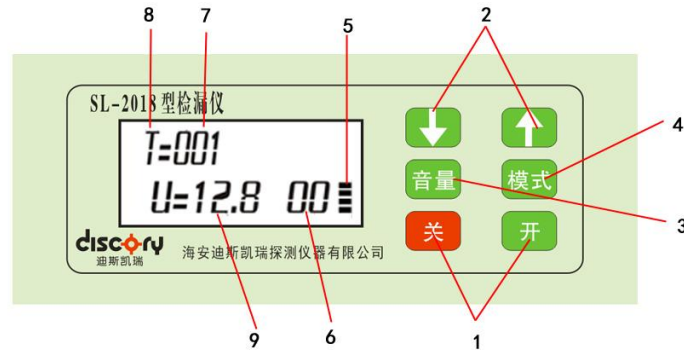 8 7 5 2
SL-2018型检漏仪
T=001
4
音量 模式
U=12.8 00
3
关 开
discory
迪斯凯瑞
海安迪斯凯瑞探测仪器有限公司
9 6 1